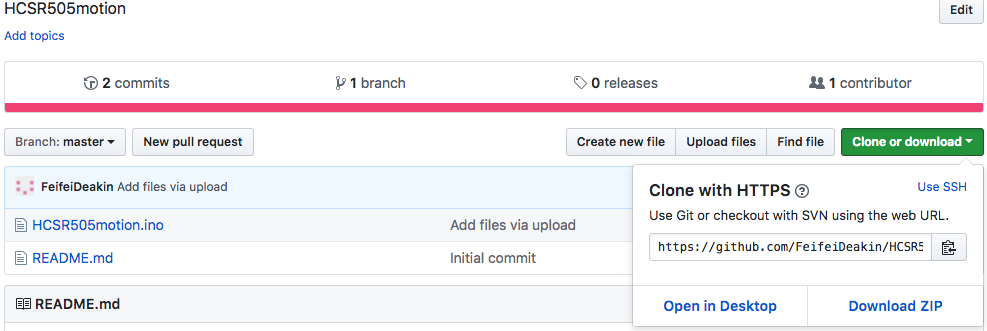 HCSR505motion
Edit
Add topics
2 commits
1 branch
0 releases
1 contributor
Branch: master
New pull request
Create new file
Upload files
Find file
Clone or download
FeifeiDeakin Add files via upload
HCSR505motion.ino
Add files via upload
README.md
Initial commit
README.md
Clone with HTTPS
Use SSH
Use Git or checkout with SVN using the web URL.
https://github.com/FeifeiDeakin/HCSR5
Open in Desktop
Download ZIP